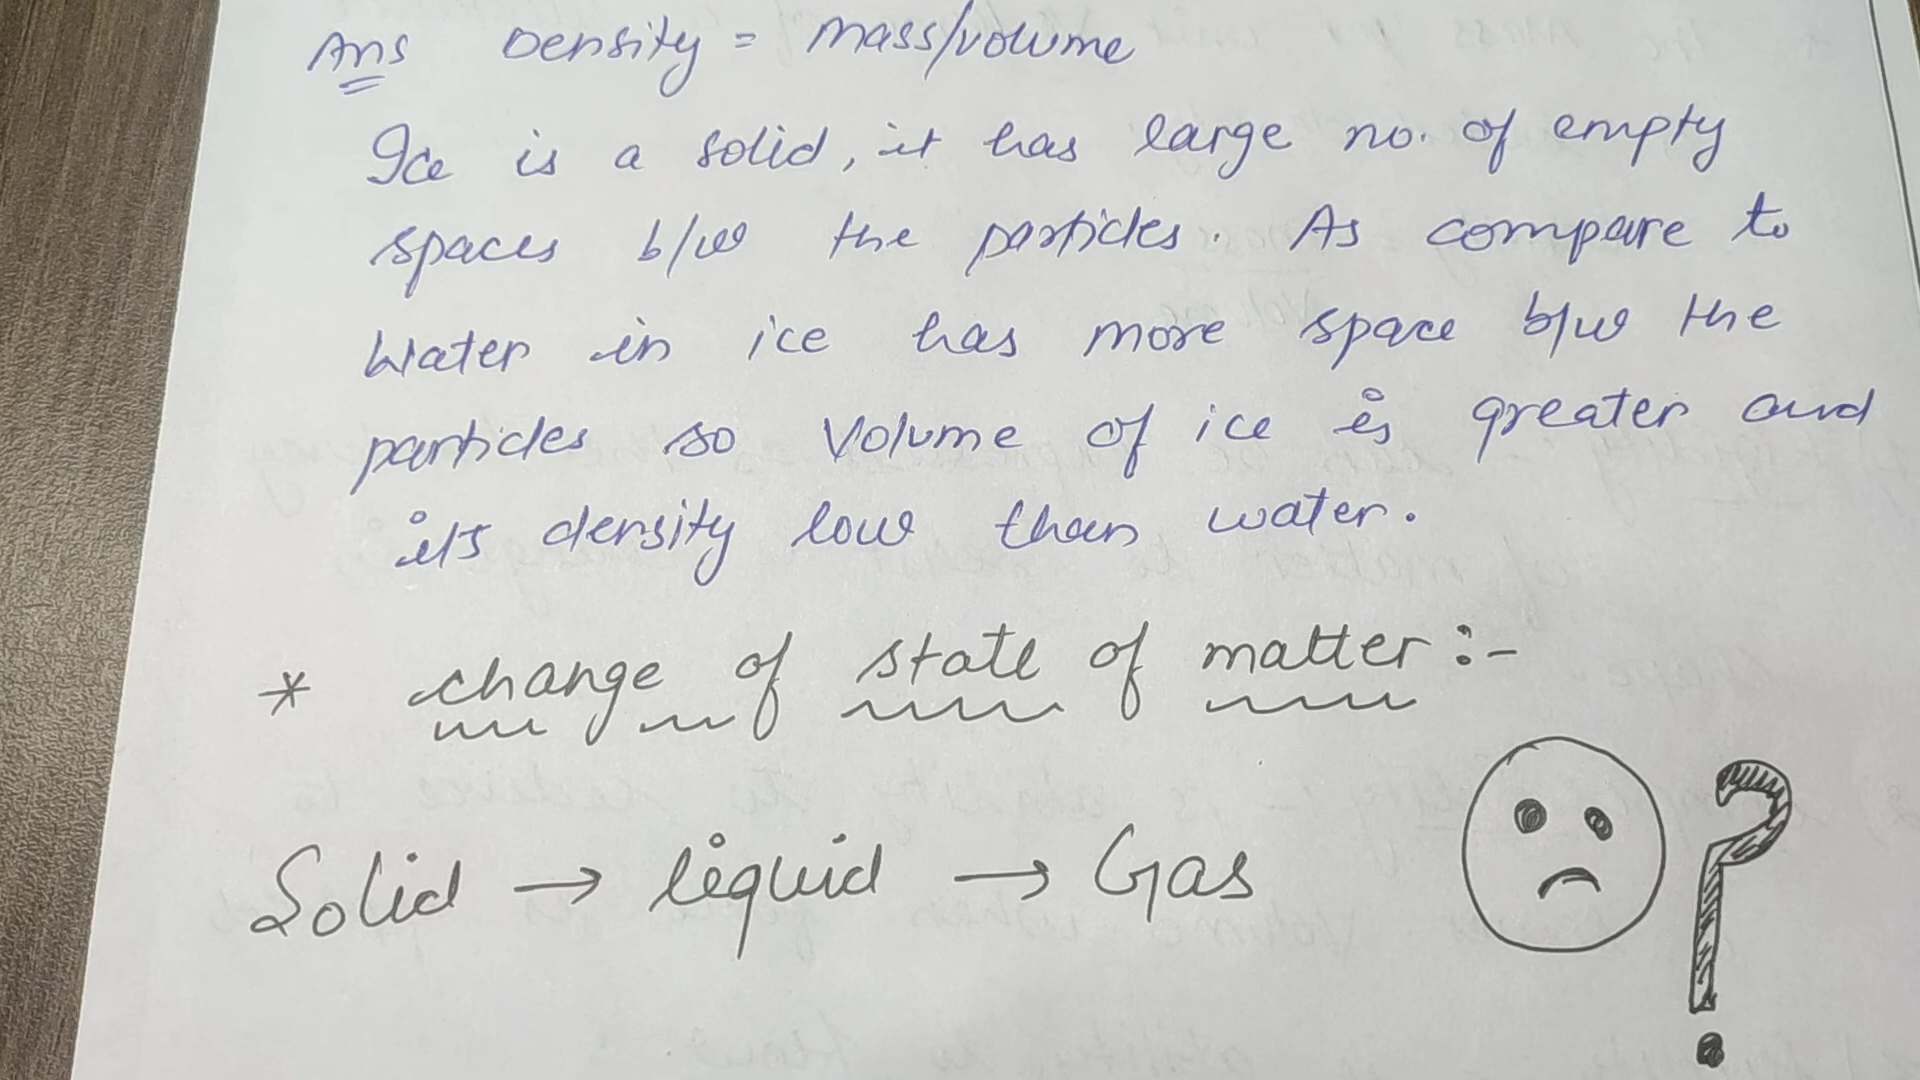 Ans Density = mass/volume
Ice is a solid, it has large no. of empty
spaces b/w the particles. As compare to
Water in ice has more space b/w the
particles so Volume of ice is greater and
its density low than water.
* change of state of matter :-
Solid → liquid → Gas ?